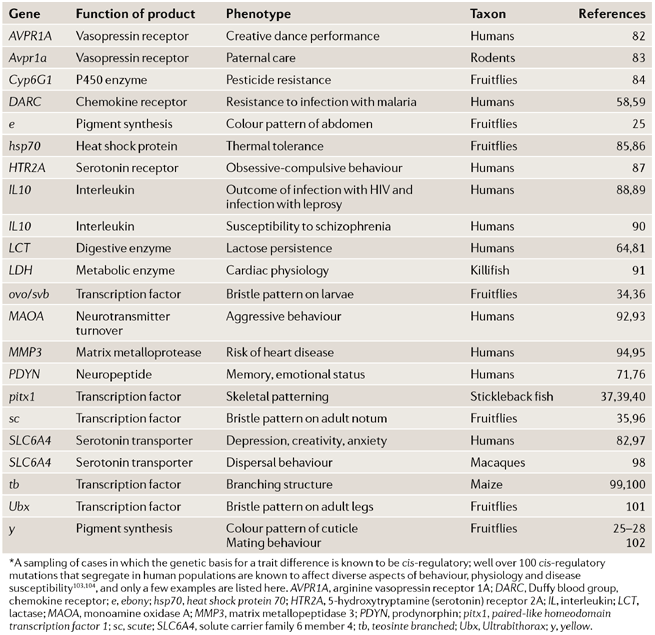 Gene Function of product Phenotype Taxon References
AVPR1A Vasopressin receptor Creative dance performance Humans 82
Avpr1a Vasopressin receptor Paternal care Rodents 83
Cyp6G1 P450 enzyme Pesticide resistance Fruitflies 84
DARC Chemokine receptor Resistance to infection with malaria Humans 58,59
e Pigment synthesis Colour pattern of abdomen Fruitflies 25
hsp70 Heat shock protein Thermal tolerance Fruitflies 85,86
HTR2A Serotonin receptor Obsessive-compulsive behaviour Humans 87
IL10 Interleukin Outcome of infection with HIV and Humans 88,89
infection with leprosy
IL10 Interleukin Susceptibility to schizophrenia Humans 90
LCT Digestive enzyme Lactose persistence Humans 64,81
LDH Metabolic enzyme Cardiac physiology Killifish 91
ovo/svb Transcription factor Bristle pattern on larvae Fruitflies 34,36
MAOA Neurotransmitter Aggressive behaviour Humans 92,93
turnover
MMP3 Matrix metalloprotease Risk of heart disease Humans 94,95
PDYN Neuropeptide Memory, emotional status Humans 71,76
pitx1 Transcription factor Skeletal patterning Stickleback fish 37,39,40
sc Transcription factor Bristle pattern on adult notum Fruitflies 35,96
SLC6A4 Serotonin transporter Depression, creativity, anxiety Humans 82,97
SLC6A4 Serotonin transporter Dispersal behaviour Macaques 98
tb Transcription factor Branching structure Maize 99,100
Ubx Transcription factor Bristle pattern on adult legs Fruitflies 101
y Pigment synthesis Colour pattern of cuticle Fruitflies 25–28
Mating behaviour 102
*A sampling of cases in which the genetic basis for a trait difference is known to be cis-regulatory; well over 100 cis-regulatory
mutations that segregate in human populations are known to affect diverse aspects of behaviour, physiology and disease
susceptibility103,104, and only a few examples are listed here. AVPR1A, arginine vasopressin receptor 1A; DARC, Duffy blood group,
chemokine receptor; e, ebony; hsp70, heat shock protein 70; HTR2A, 5-hydroxytryptamine (serotonin) receptor 2A; IL, interleukin; LCT,
lactase; MAOA, monoamine oxidase A; MMP3, matrix metallopeptidase 3; PDYN, prodynorphin; pitx1, paired-like homeodomain
transcription factor 1; sc, scute; SLC6A4, solute carrier family 6 member 4; tb, teosinte branched; Ubx, Ultrabithorax; y, yellow.